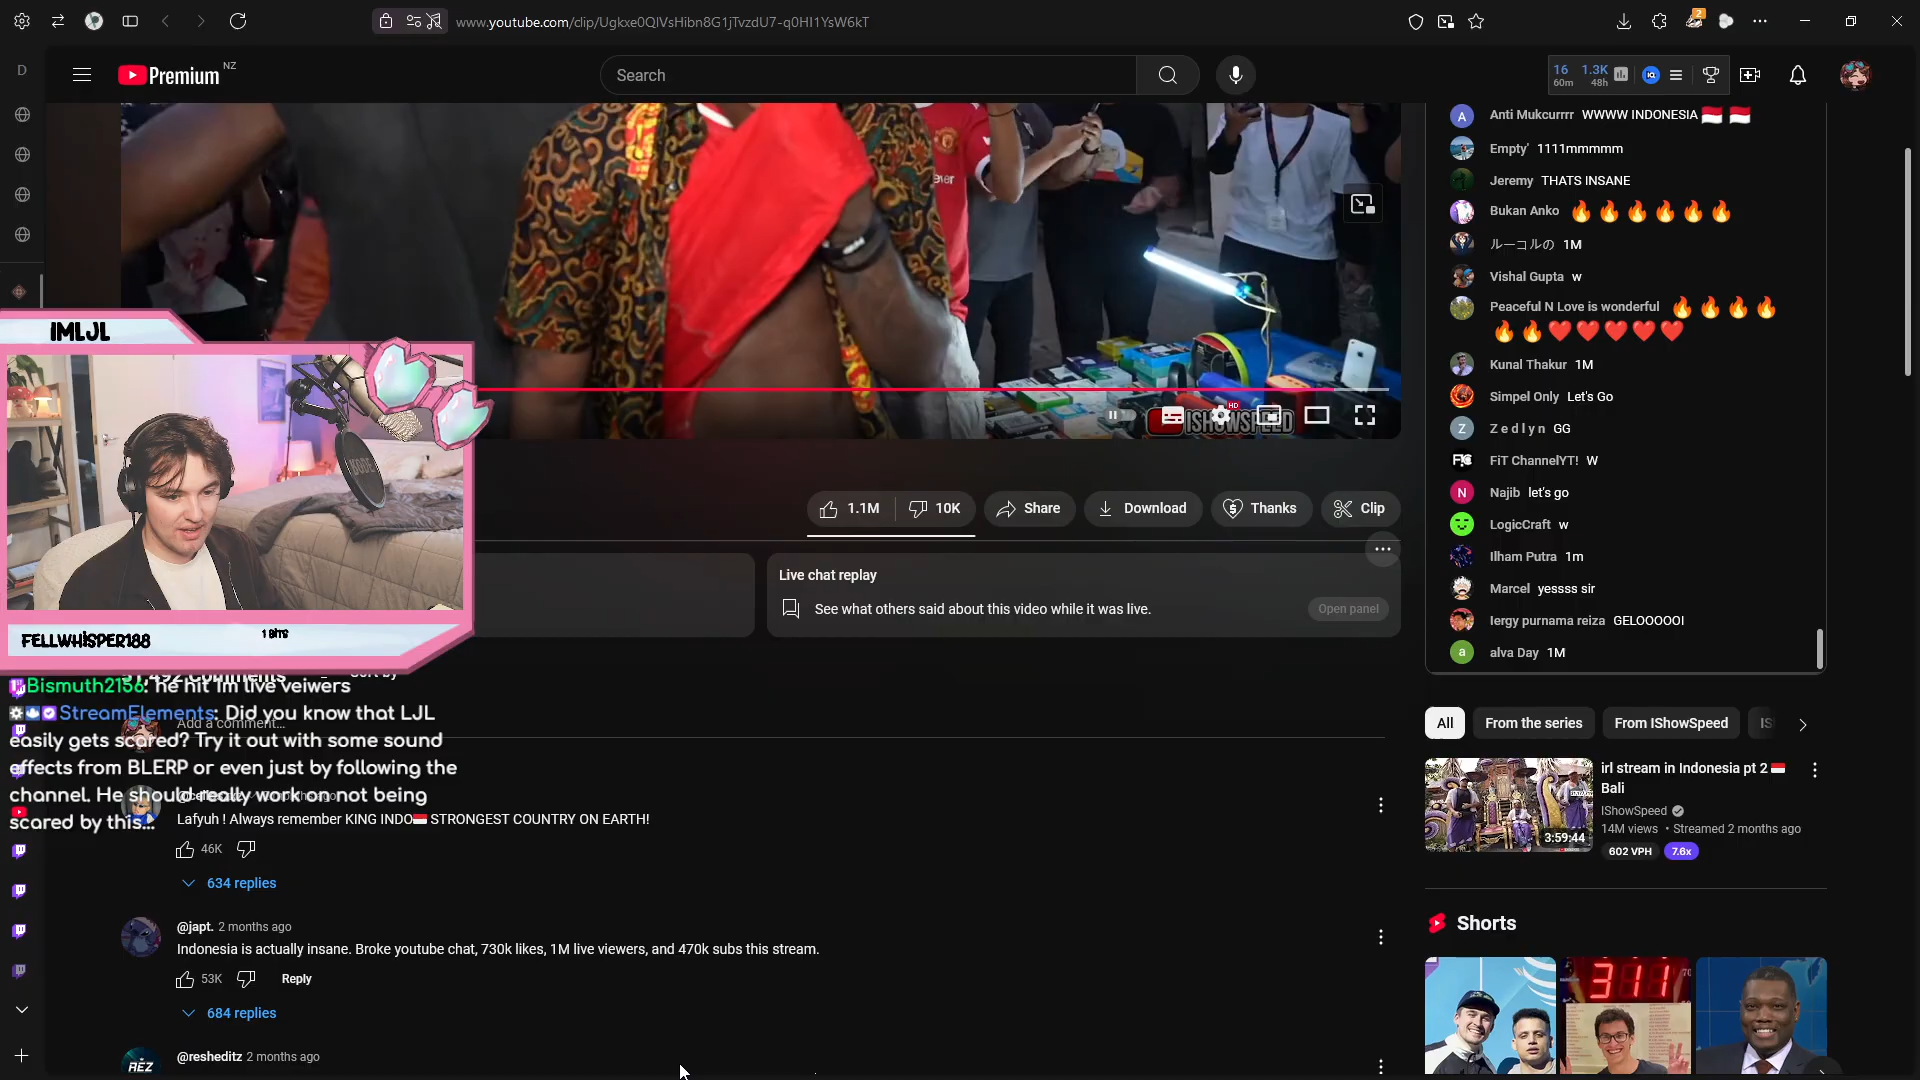 www.youtube.com/clip/Ugkxe0QlVsHibn8G1jTvzdU7-q0HI1YsW6kT
D
Premium NZ
Search
16 60m
1.3K 48h
Anti Mukcurrrr WWWW INDONESIA 🇮🇩 🇮🇩
Empty' 1111mmmmm
Jeremy THATS INSANE
Bukan Anko 🔥🔥🔥🔥🔥🔥
ルーコルの 1M
Vishal Gupta w
Peaceful N Love is wonderful 🔥🔥🔥🔥
🔥🔥❤️❤️❤️❤️❤️
Kunal Thakur 1M
Simpel Only Let's Go
Z e d l y n GG
FiT ChannelYT! W
Najib let's go
LogicCraft w
Ilham Putra 1m
Marcel yessss sir
Iergy purnama reiza GELOOOOOI
alva Day 1M
HD
ISHOWSPEED
IMLJL
RODE
FELLWHISPER188
1 BITS
1.1M
10K
Share
Download
Thanks
Clip
Live chat replay
See what others said about this video while it was live.
Open panel
Comments
Sort by
Bismuth2156: he hit 1m live veiwers
StreamElements: Did you know that LJL
easily gets scared? Try it out with some sound
effects from BLERP or even just by following the
channel. He should really work on not being
scared by this...
Add a comment...
Lafyuh ! Always remember KING INDO🇮🇩 STRONGEST COUNTRY ON EARTH!
46K
634 replies
@japt. 2 months ago
Indonesia is actually insane. Broke youtube chat, 730k likes, 1M live viewers, and 470k subs this stream.
53K
Reply
684 replies
@resheditz 2 months ago
REZ
All
From the series
From IShowSpeed
irl stream in Indonesia pt 2 🇮🇩
Bali
IShowSpeed
14M views • Streamed 2 months ago
602 VPH
7.6x
3:59:44
Shorts
311